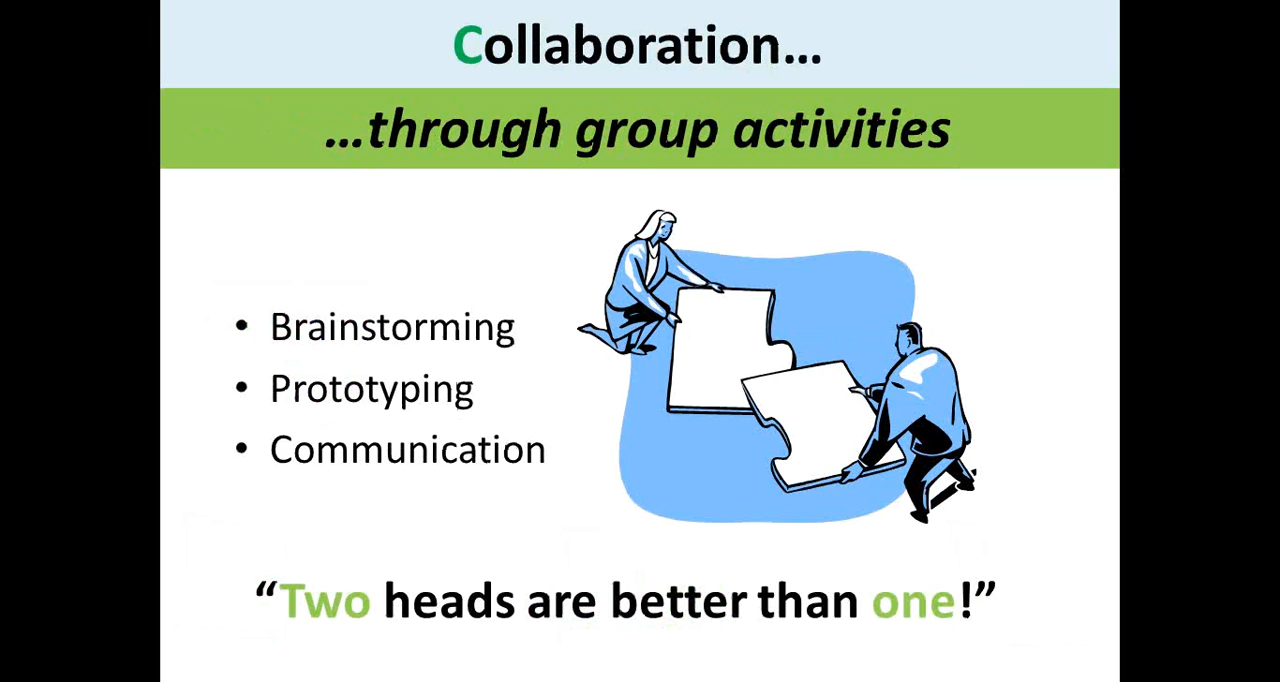 Collaboration...
...through group activities
• Brainstorming
• Prototyping
• Communication
“Two heads are better than one!”